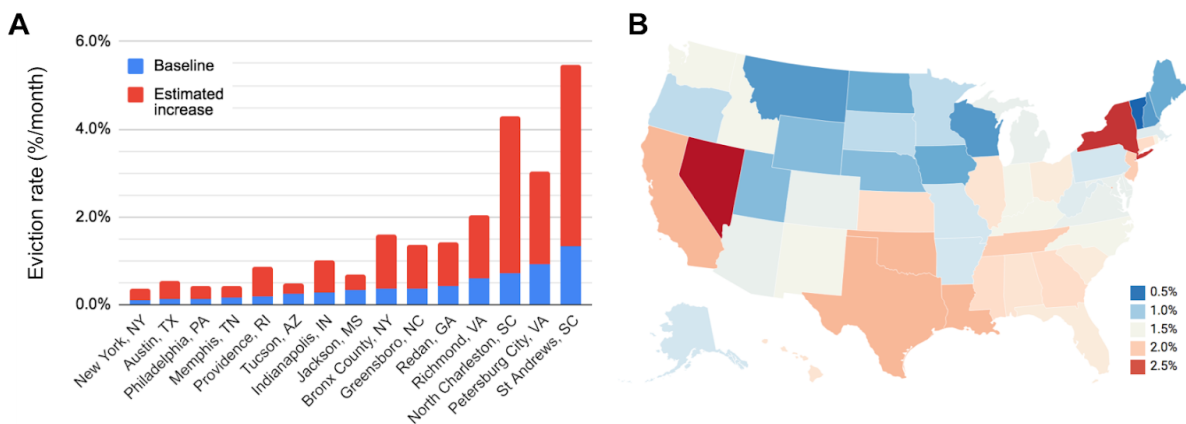 A
Eviction rate (%/month)
6.0%
4.0%
2.0%
0.0%
Baseline
Estimated
increase
New York, NY
Austin, TX
Philadelphia, PA
Memphis, TN
Providence, RI
Tucson, AZ
Indianapolis, IN
Jackson, MS
Bronx County, NY
Greensboro, NC
Redan, GA
Richmond, VA
North Charleston, SC
Petersburg City, VA
St Andrews, SC
B
0.5%
1.0%
1.5%
2.0%
2.5%